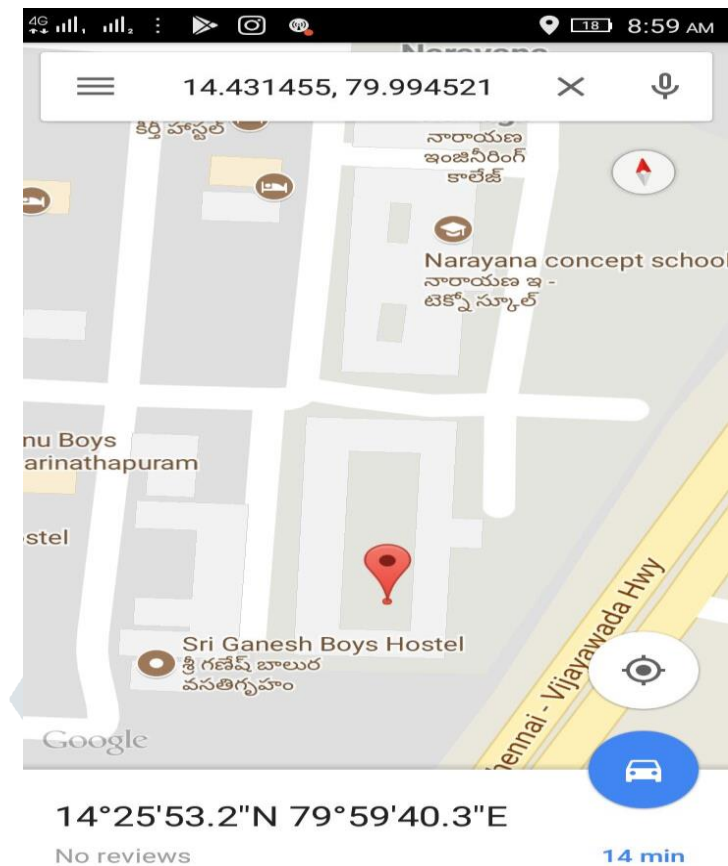 4G 18 8:59 AM
Narayana
14.431455, 79.994521
కీర్తి హాస్టల్
నారాయణ
ఇంజినీరింగ్
కాలేజ్
Narayana concept school
నారాయణ ఇ -
టెక్నో స్కూల్
nu Boys
arinathapuram
stel
Sri Ganesh Boys Hostel
శ్రీ గణేష్ బాలుర
వసతిగృహం
hennai - Vijayawada Hwy
Google
14°25'53.2"N 79°59'40.3"E
No reviews
14 min